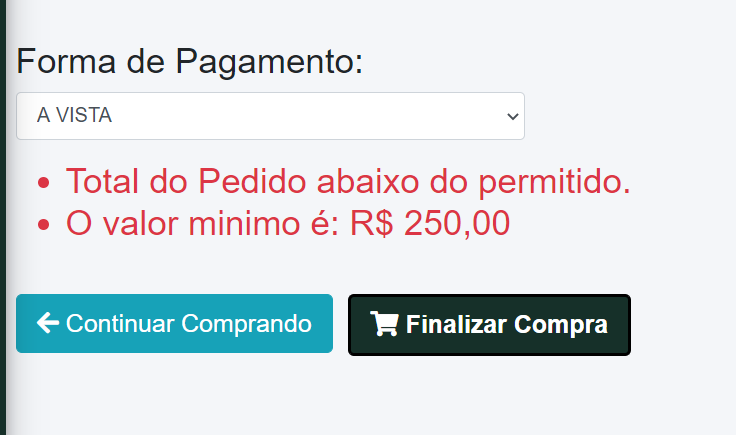 Forma de Pagamento:
A VISTA
Total do Pedido abaixo do permitido.
O valor minimo é: R$ 250,00
Continuar Comprando
Finalizar Compra